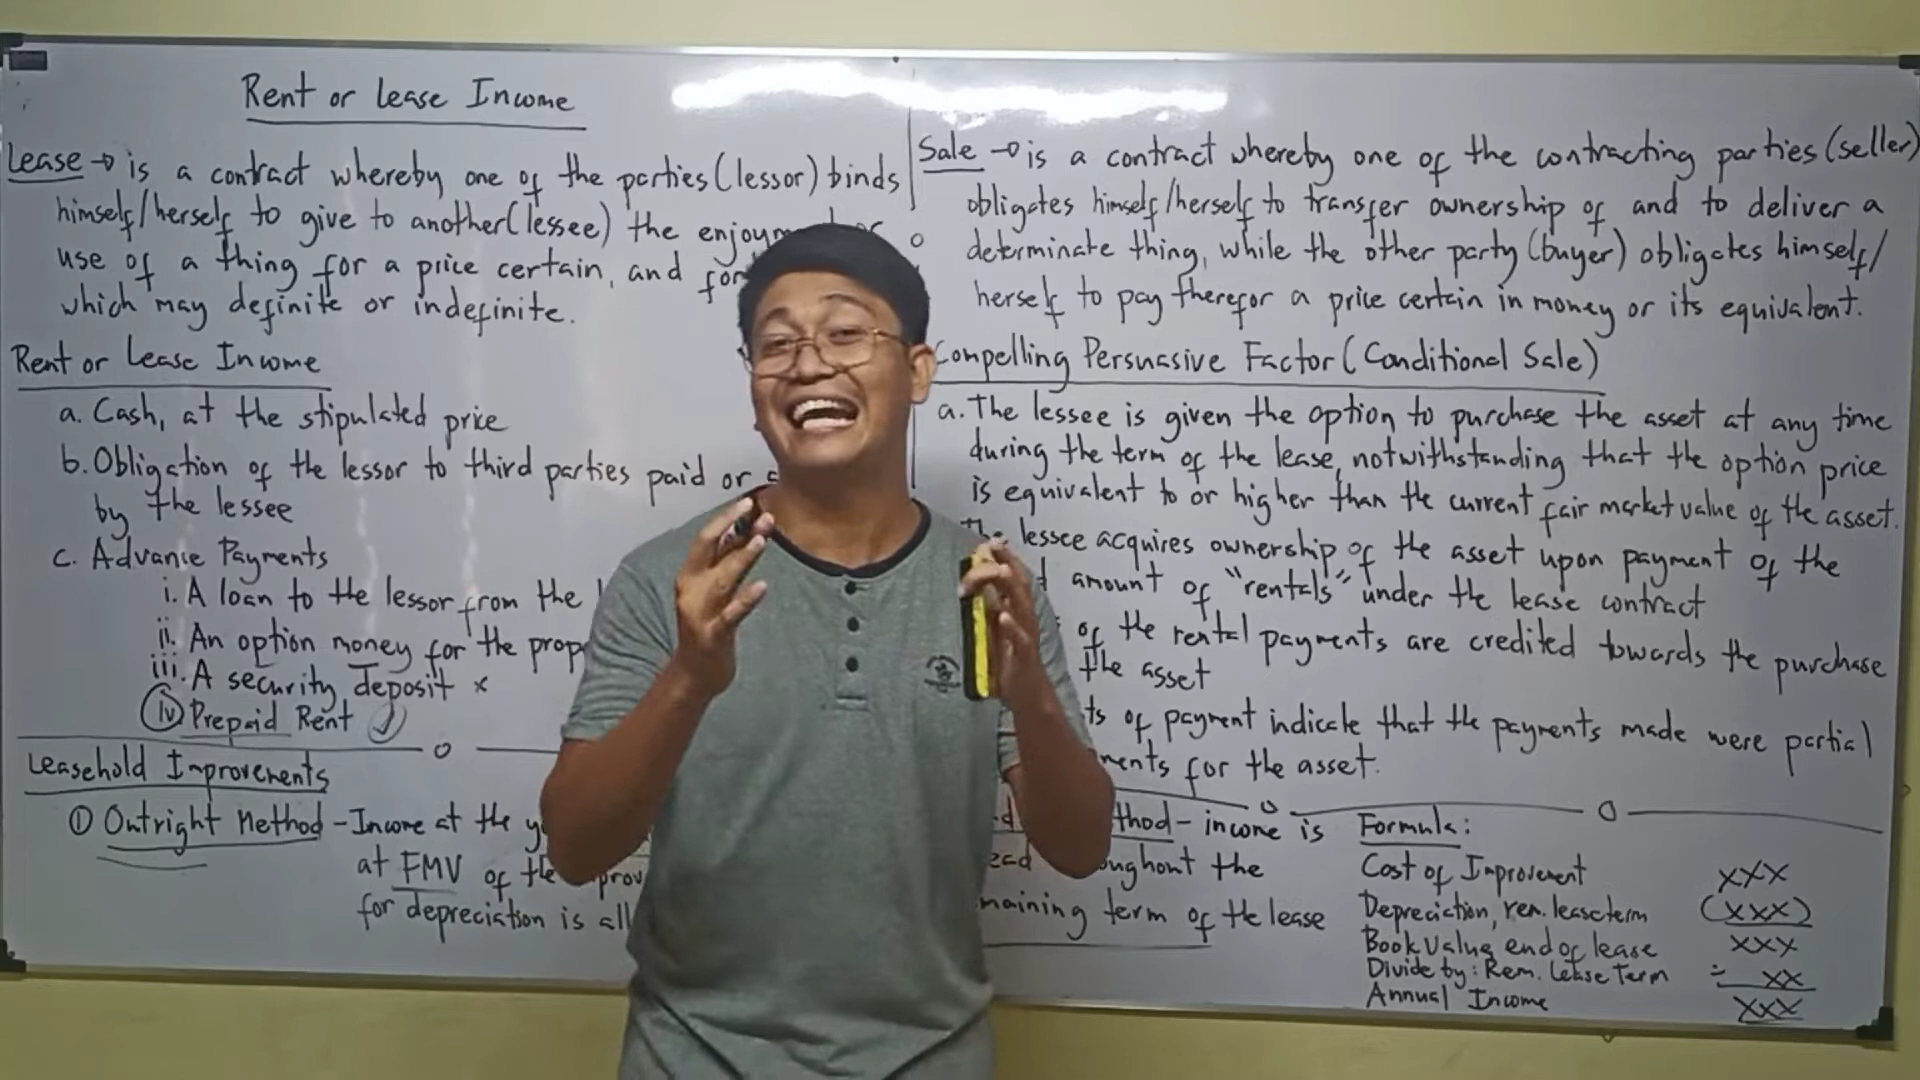 Rent or Lease Income
Lease → is a contract whereby one of the parties (lessor) binds
himself/herself to give to another (lessee) the
use of a thing for a price certain, and
which may definite or indefinite.
Rent or Lease Income
a. Cash, at the stipulated price
b. Obligation of the lessor to third parties paid or
by the lessee
c. Advance Payments
i. A loan to the lessor from the
ii. An option money for the
iii. A security deposit x
iv Prepaid Rent ✓
Leasehold Improvements
① Outright Method - Income at the
at FMV of the
for depreciation is
Sale → is a contract whereby one of the contracting parties (seller)
obligates himself/herself to transfer ownership of and to deliver a
determinate thing, while the other party (buyer) obligates himself/
herself to pay therefor a price certain in money or its equivalent.
Compelling Persuasive Factor (Conditional Sale)
a. The lessee is given the option to purchase the asset at any time
during the term of the lease, notwithstanding that the option price
is equivalent to or higher than the current fair market value of the asset.
lessee acquires ownership of the asset upon payment of the
amount of "rentals" under the lease contract
of the rental payments are credited towards the purchase
the asset
of payment indicate that the payments made were partial
for the asset.
- income is
the
term of the lease
Formula:
Cost of Improvement xxx
Depreciation, rem. lease term (xxx)
Book Value, end of lease xxx
Divide by: Rem. Lease Term ÷ xx
Annual Income xxx